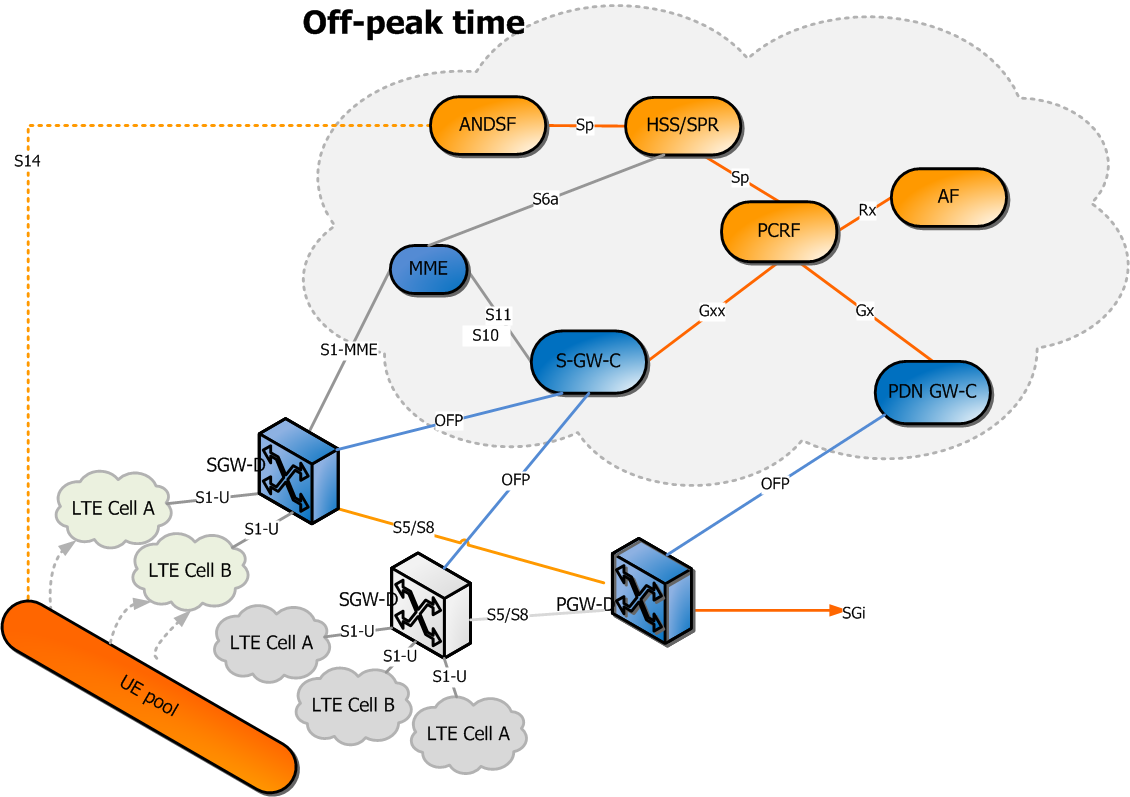 Off-peak time
ANDSF
Sp
HSS/SPR
S14
Sp
S6a
AF
Rx
PCRF
MME
S11
S10
Gxx
Gx
S1-MME
S-GW-C
PDN GW-C
OFP
SGW-D
OFP
OFP
LTE Cell A
S1-U
S1-U
S5/S8
LTE Cell B
SGW-D
S5/S8
PGW-D
SGi
LTE Cell A
S1-U
S1-U
S1-U
UE pool
LTE Cell B
LTE Cell A